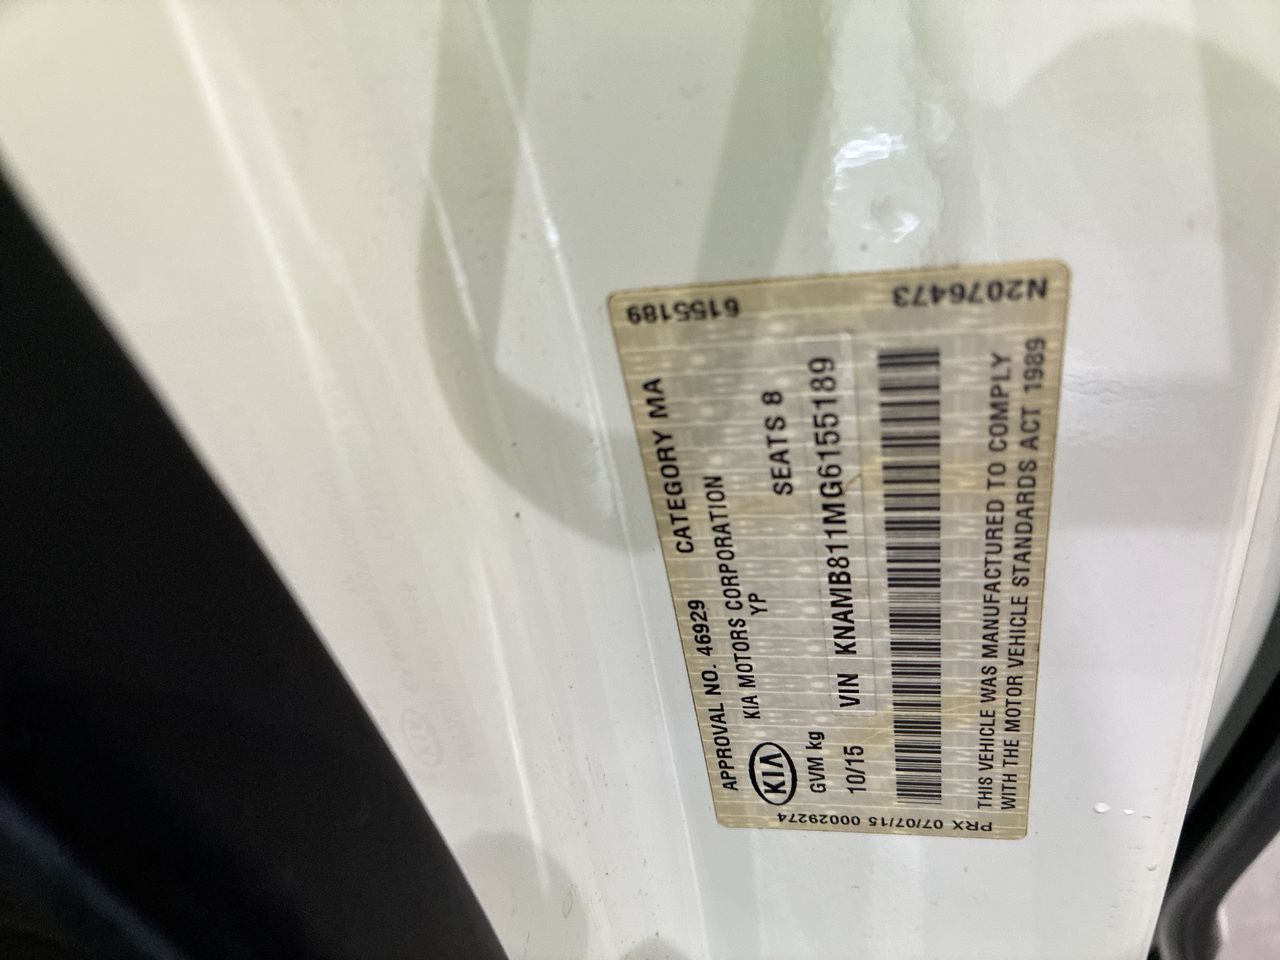 6155189
N2076473
APPROVAL NO. 46929 CATEGORY MA
KIA MOTORS CORPORATION
YP
KIA
SEATS 8
GVM kg
VIN KNAMB811MG6155189
10/15
THIS VEHICLE WAS MANUFACTURED TO COMPLY
WITH THE MOTOR VEHICLE STANDARDS ACT 1989
PRX 07/07/15 00029274